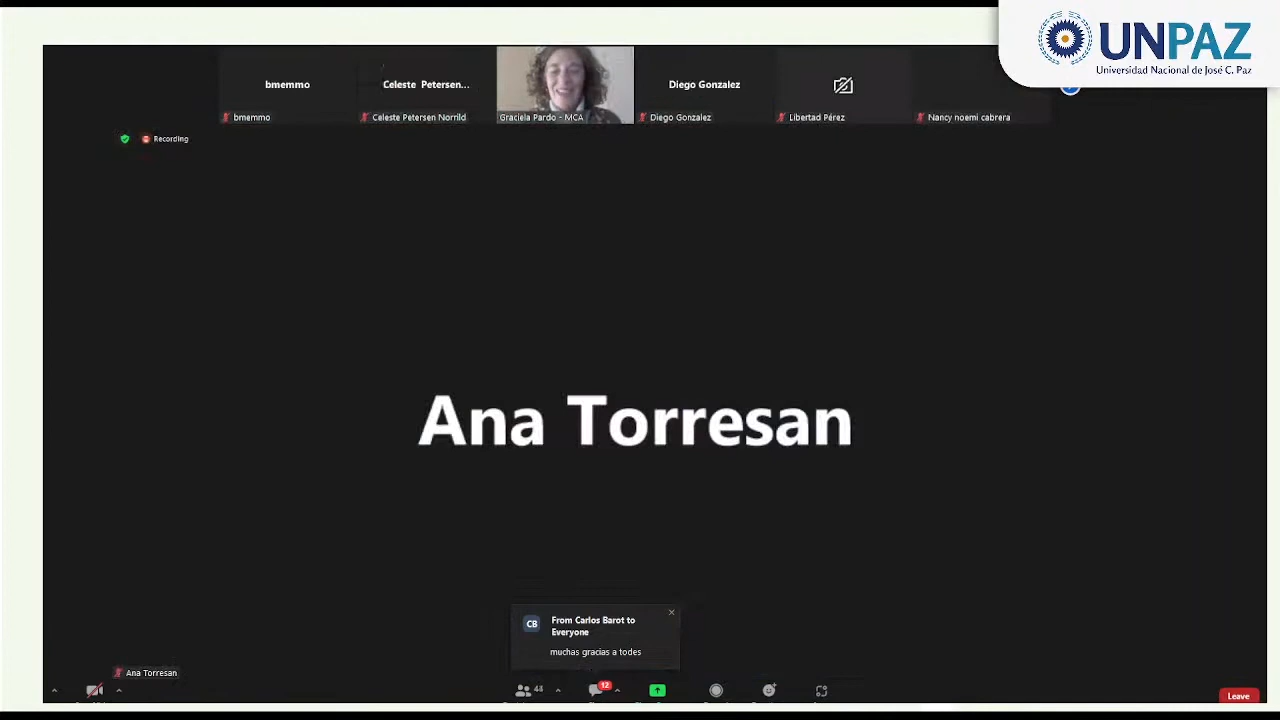 UNPAZ
Universidad Nacional de José C. Paz
bmemmo
Celeste Petersen...
Diego Gonzalez
bmemmo
Celeste Petersen Norrild
Graciela Pardo - MCA
Diego Gonzalez
Libertad Pérez
Nancy noemi cabrera
Recording
Ana Torresan
CB
From Carlos Barot to
Everyone
muchas gracias a todes
Ana Torresan
44
12
Leave